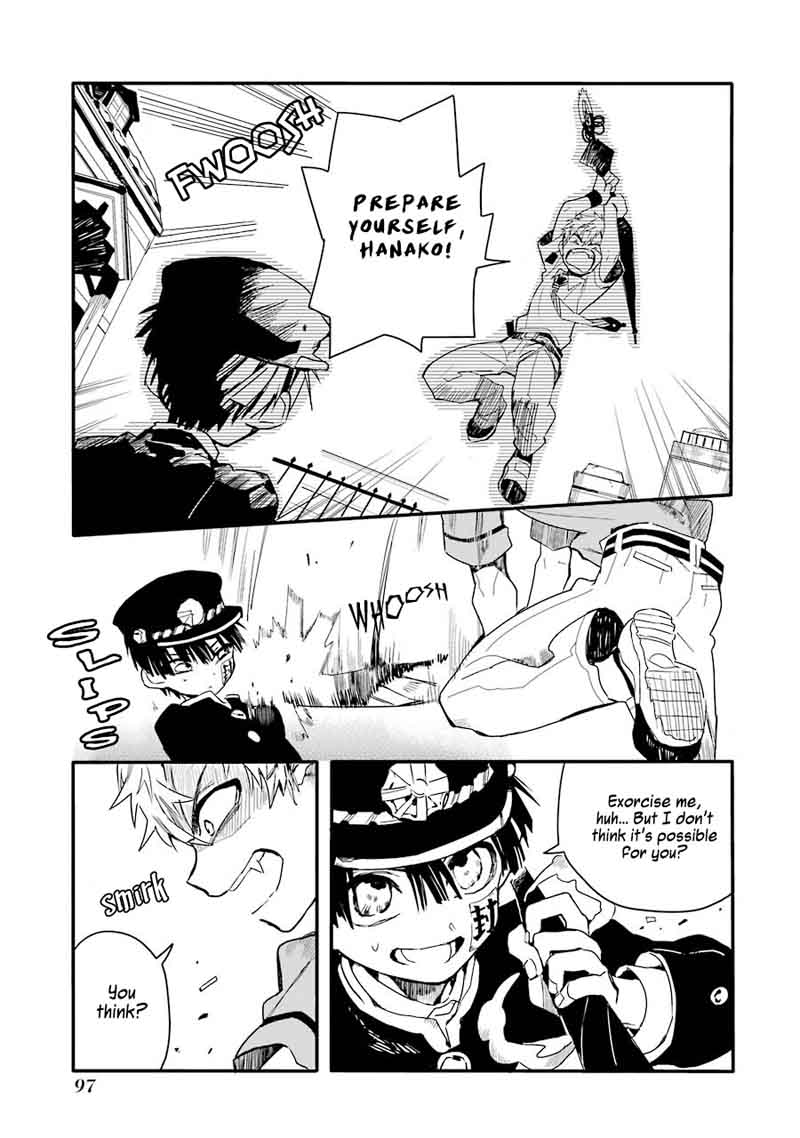 FWOOSH
PREPARE
YOURSELF,
HANAKO!
WHOOSH
SLIPS
Exorcise me,
huh... But I don't
think it's possible
for you?
封
smirk
You
think?
97